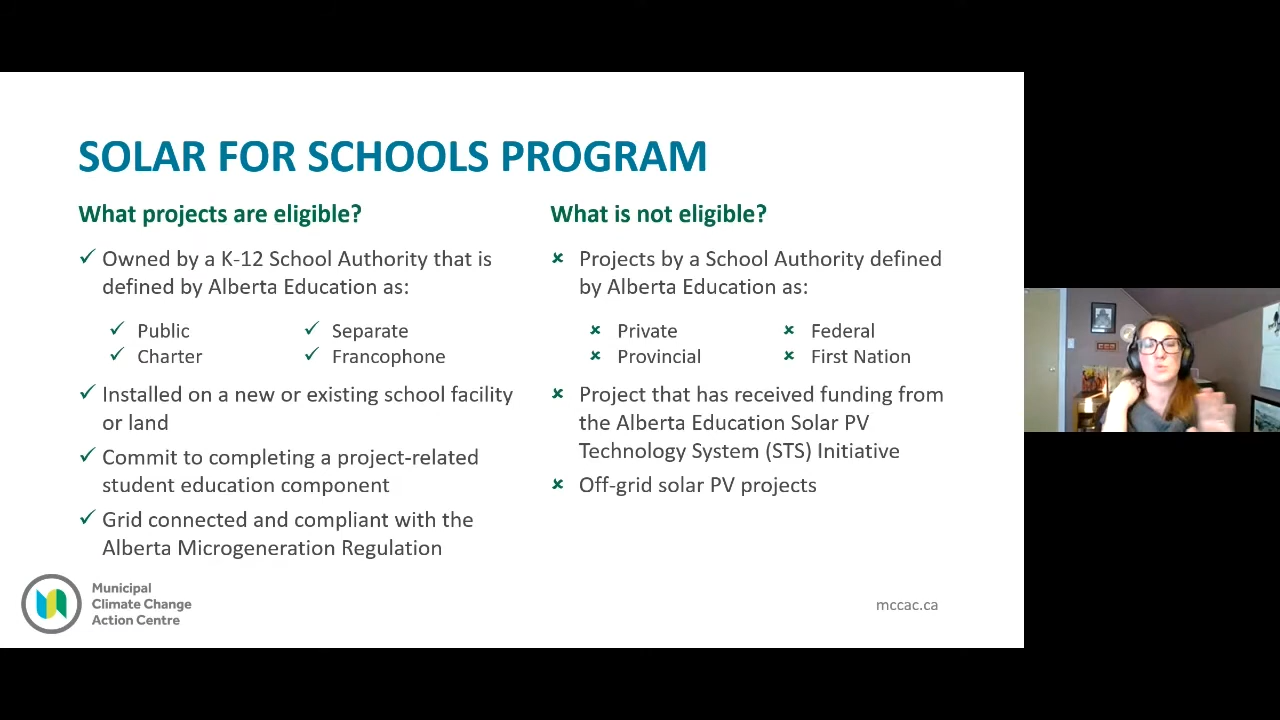 SOLAR FOR SCHOOLS PROGRAM
What projects are eligible?
✓ Owned by a K-12 School Authority that is
defined by Alberta Education as:
✓ Public
✓ Separate
✓ Charter
✓ Francophone
✓ Installed on a new or existing school facility
or land
✓ Commit to completing a project-related
student education component
✓ Grid connected and compliant with the
Alberta Microgeneration Regulation
What is not eligible?
× Projects by a School Authority defined
by Alberta Education as:
× Private
× Federal
× Provincial
× First Nation
× Project that has received funding from
the Alberta Education Solar PV
Technology System (STS) Initiative
× Off-grid solar PV projects
Municipal
Climate Change
Action Centre
mccac.ca